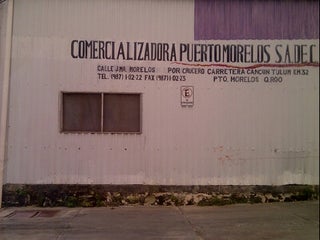 COMERCIALIZADORA PUERTO MORELOS S.A. DE C.
CALLE J.MA. MORELOS POR CRUCERO CARRETERA CANCUN TULUM EM.32
TEL. (987) 1-02-22 FAX (987) 1-02-23 PTO. MORELOS Q.ROO
E